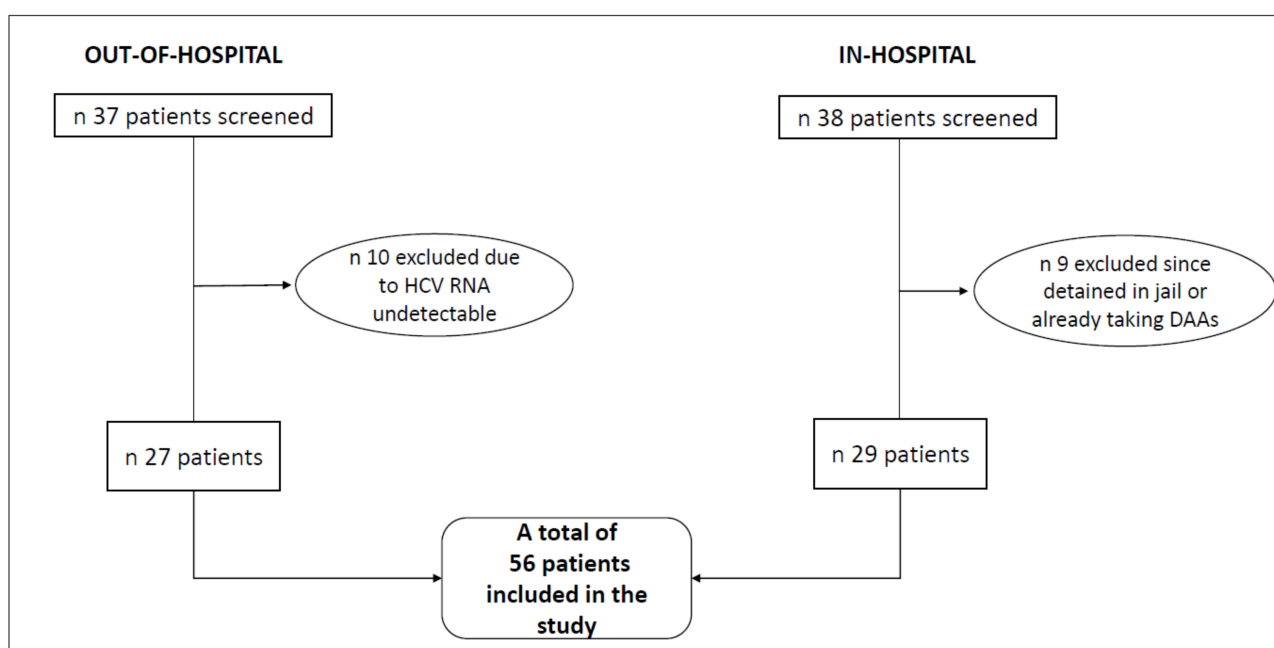 OUT-OF-HOSPITAL
n 37 patients screened
n 10 excluded due
to HCV RNA
undetectable
n 27 patients
IN-HOSPITAL
n 38 patients screened
n 9 excluded since
detained in jail or
already taking DAAs
n 29 patients
A total of
56 patients
included in the
study